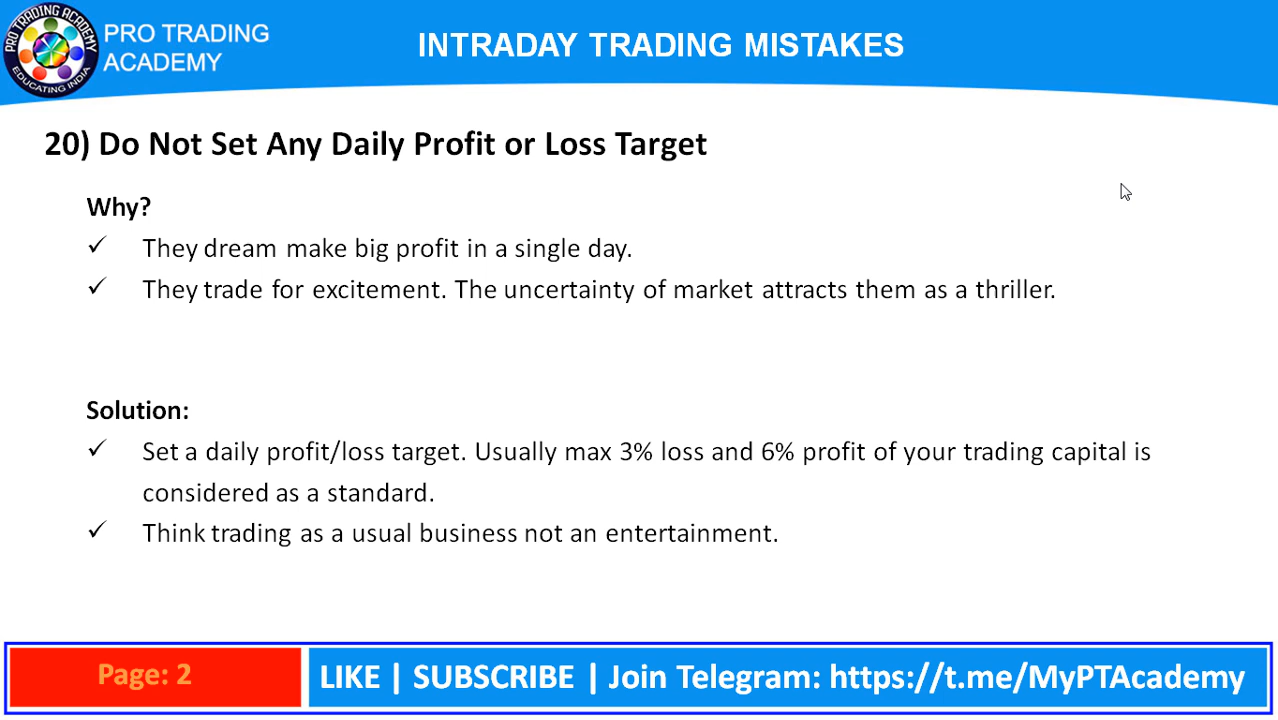 PRO TRADING ACADEMY
EDUCATING INDIA
PRO TRADING
ACADEMY
INTRADAY TRADING MISTAKES
20) Do Not Set Any Daily Profit or Loss Target
Why?
✓ They dream make big profit in a single day.
✓ They trade for excitement. The uncertainty of market attracts them as a thriller.
Solution:
✓ Set a daily profit/loss target. Usually max 3% loss and 6% profit of your trading capital is
considered as a standard.
✓ Think trading as a usual business not an entertainment.
Page: 2
LIKE | SUBSCRIBE | Join Telegram: https://t.me/MyPTAcademy